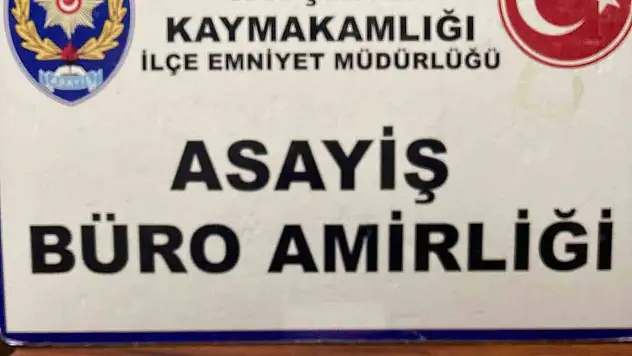 KAYMAKAMLIĞI
İLÇE EMNİYET MÜDÜRLÜĞÜ
ASAYİŞ
BÜRO AMİRLİĞİ